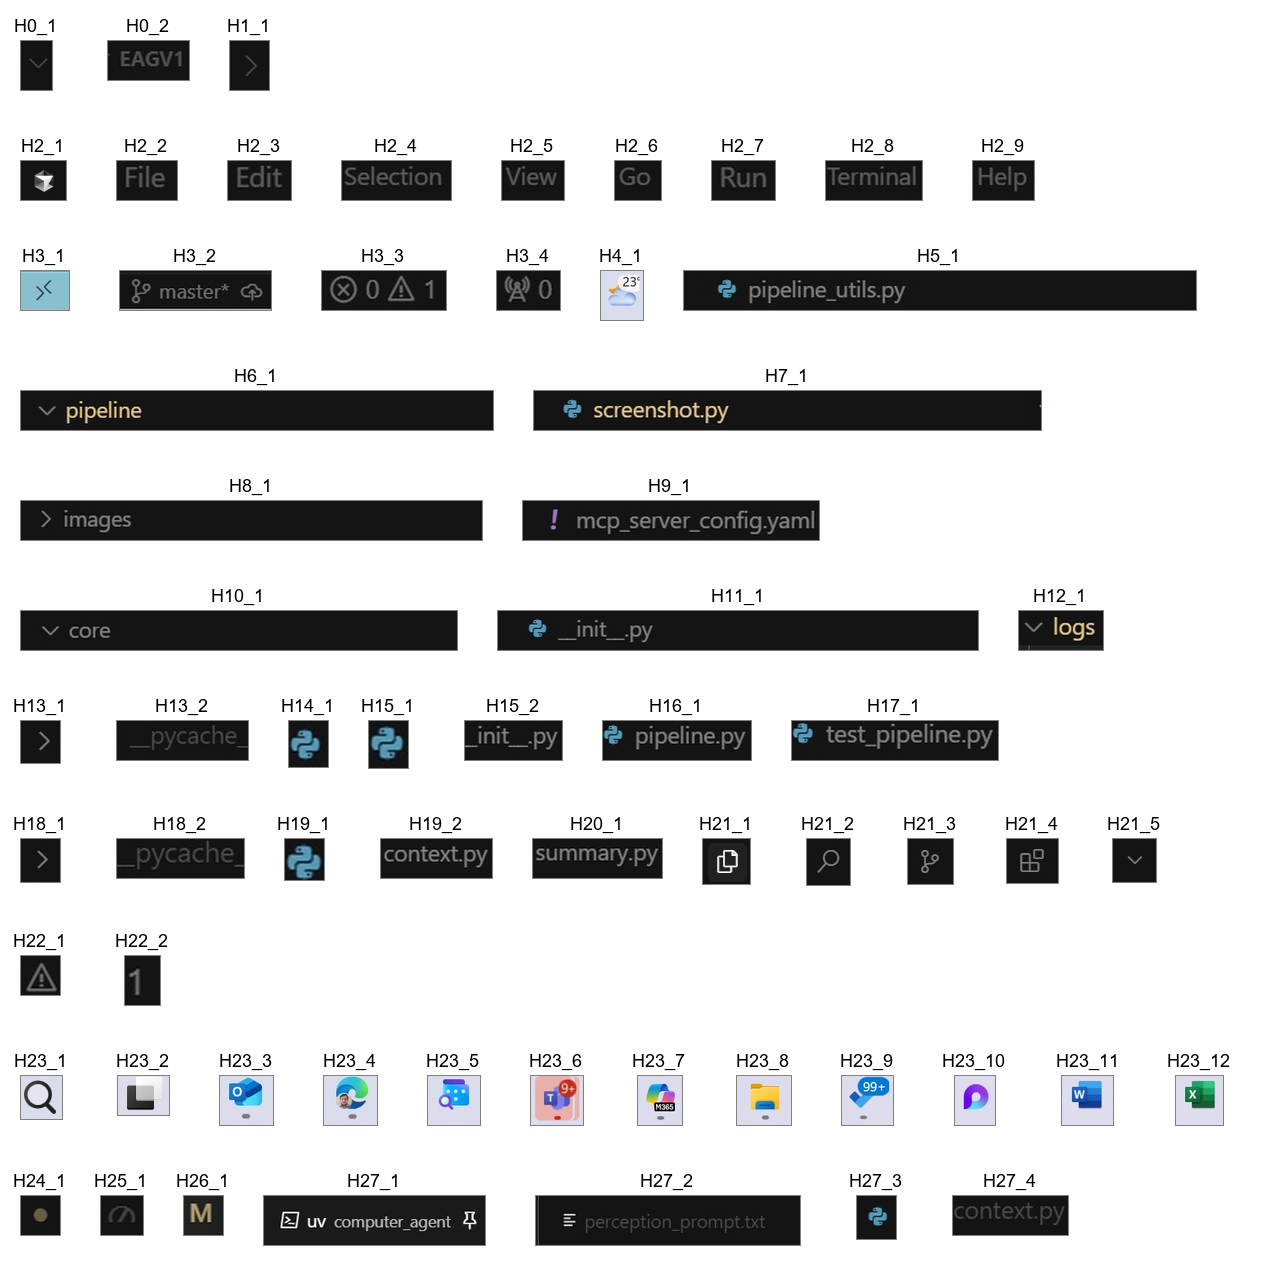 H0_1 H0_2 H1_1
EAGV1
H2_1 H2_2 H2_3 H2_4 H2_5 H2_6 H2_7 H2_8 H2_9
File Edit Selection View Go Run Terminal Help
H3_1 H3_2 H3_3 H3_4 H4_1 H5_1
master* 0 1 0 23° pipeline_utils.py
H6_1 H7_1
pipeline screenshot.py
H8_1 H9_1
images ! mcp_server_config.yaml
H10_1 H11_1 H12_1
core __init__.py logs
H13_1 H13_2 H14_1 H15_1 H15_2 H16_1 H17_1
__pycache_ _init__.py pipeline.py test_pipeline.py
H18_1 H18_2 H19_1 H19_2 H20_1 H21_1 H21_2 H21_3 H21_4 H21_5
__pycache_ context.py summary.py
H22_1 H22_2
1
H23_1 H23_2 H23_3 H23_4 H23_5 H23_6 H23_7 H23_8 H23_9 H23_10 H23_11 H23_12
O T 9+ M365 99+ W X
H24_1 H25_1 H26_1 H27_1 H27_2 H27_3 H27_4
M uv computer_agent perception_prompt.txt context.py